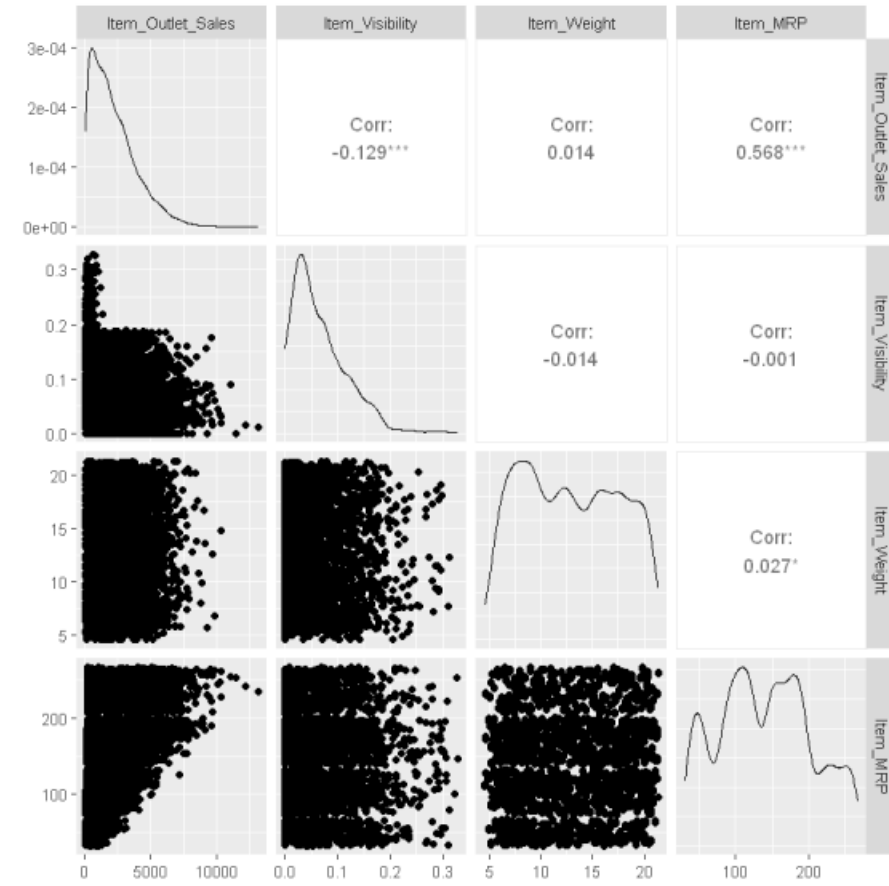 Item_Outlet_Sales Item_Visibility Item_Weight Item_MRP
3e-04
2e-04
1e-04
0e+00
Corr:
-0.129***
Corr:
0.014
Corr:
0.568***
Item_Outlet_Sales
0.3
0.2
0.1
0.0
Corr:
-0.014
Corr:
-0.001
Item_Visibility
20
15
10
5
Corr:
0.027*
Item_Weight
200
100
Item_MRP
0 5000 10000 0.0 0.1 0.2 0.3 5 10 15 20 100 200